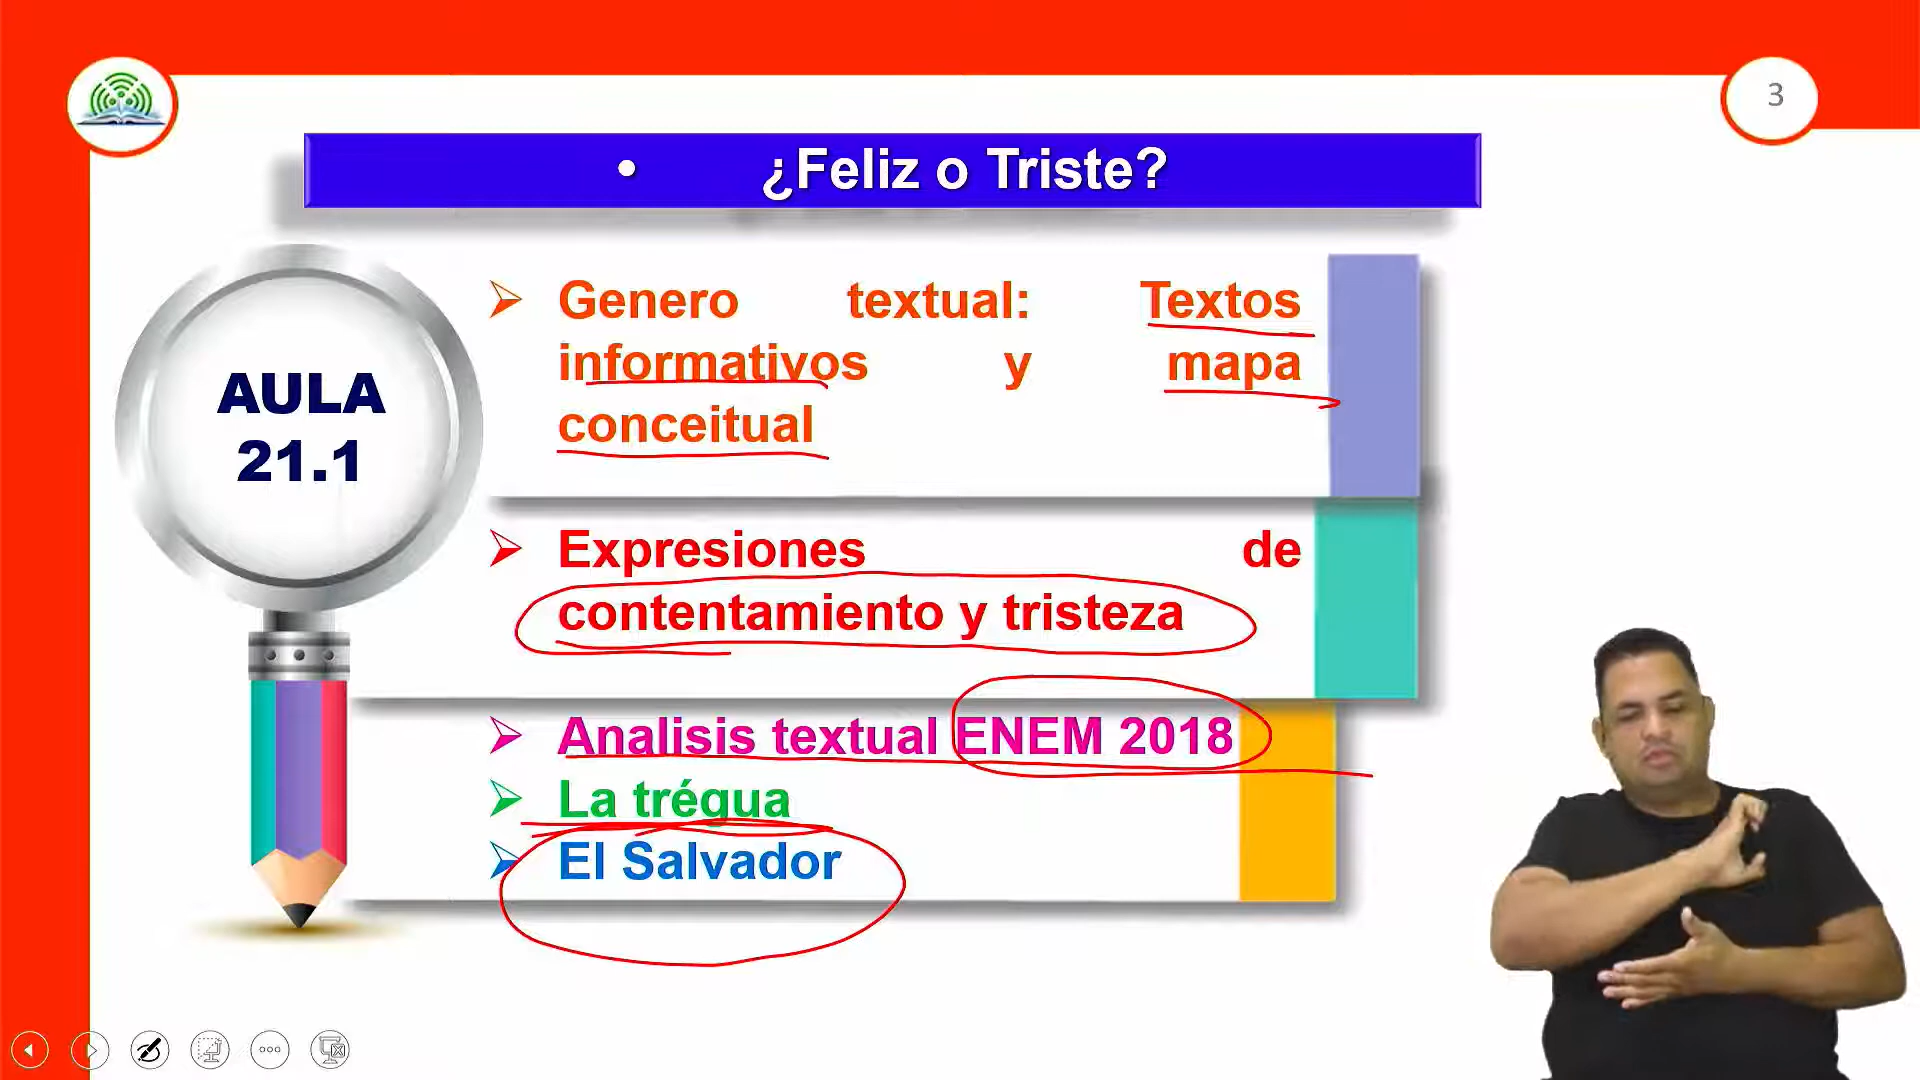 3
• ¿Feliz o Triste?
AULA
21.1
Genero textual: Textos
informativos y mapa
conceitual
Expresiones de
contentamiento y tristeza
Analisis textual ENEM 2018
La trégua
El Salvador